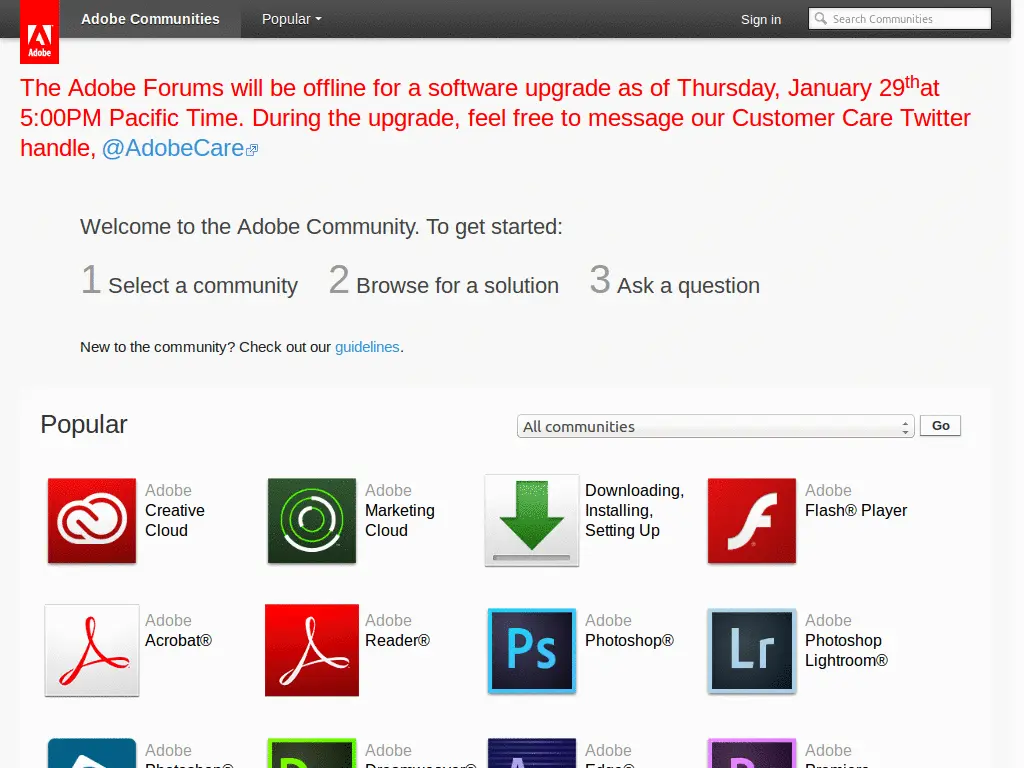 Adobe Communities
Popular
Sign in
Search Communities
Adobe
The Adobe Forums will be offline for a software upgrade as of Thursday, January 29th at
5:00PM Pacific Time. During the upgrade, feel free to message our Customer Care Twitter
handle, @AdobeCare
Welcome to the Adobe Community. To get started:
1 Select a community 2 Browse for a solution 3 Ask a question
New to the community? Check out our guidelines.
Popular
All communities
Go
Adobe
Creative
Cloud
Adobe
Marketing
Cloud
Downloading,
Installing,
Setting Up
Adobe
Flash® Player
Adobe
Acrobat®
Adobe
Reader®
Ps
Adobe
Photoshop®
Lr
Adobe
Photoshop
Lightroom®
Adobe
Photoshop®
Adobe
Dreamweaver®
Adobe
Edge®
Adobe
Premiere